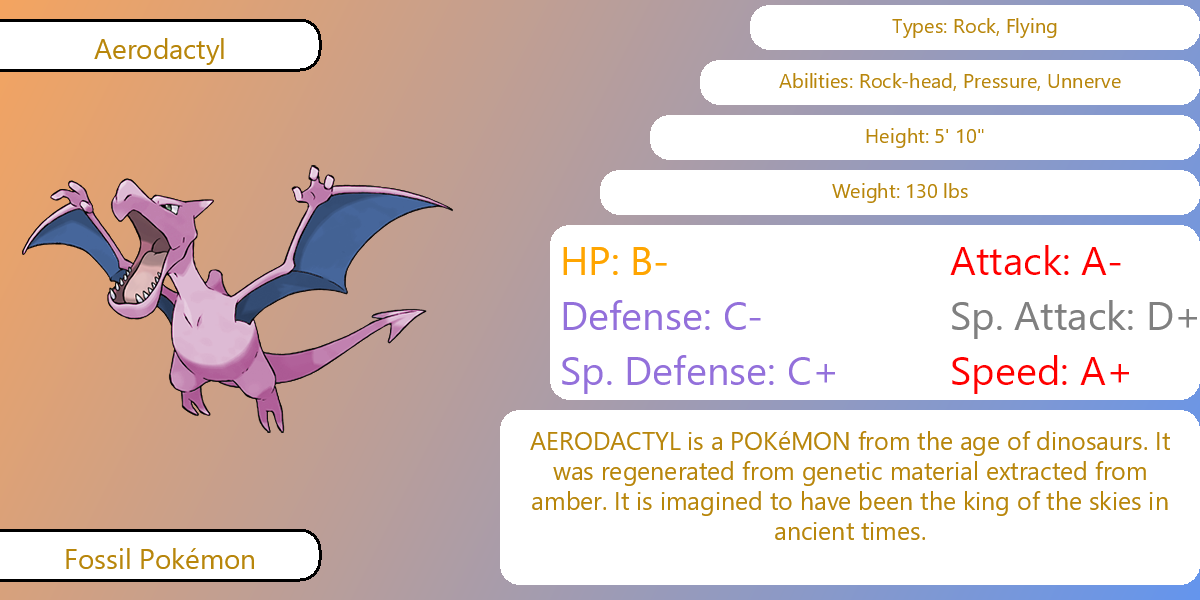 Aerodactyl
Types: Rock, Flying
Abilities: Rock-head, Pressure, Unnerve
Height: 5' 10"
Weight: 130 lbs
HP: B-
Attack: A-
Defense: C-
Sp. Attack: D+
Sp. Defense: C+
Speed: A+
AERODACTYL is a POKéMON from the age of dinosaurs. It
was regenerated from genetic material extracted from
amber. It is imagined to have been the king of the skies in
ancient times.
Fossil Pokémon